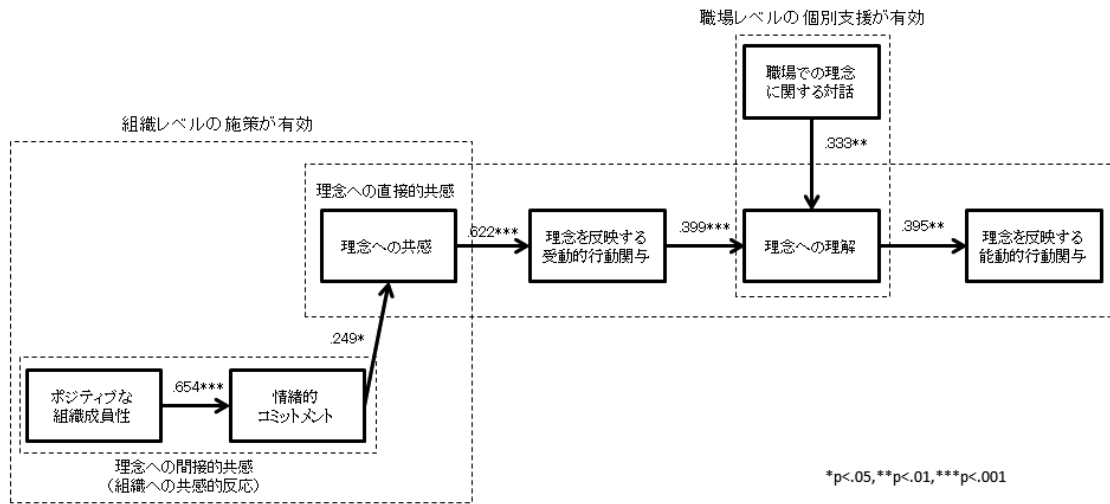 職場レベルの個別支援が有効
職場での理念
に関する対話
組織レベルの施策が有効
.333**
理念への直接的共感
理念への共感
.622***
理念を反映する
受動的行動関与
.399***
理念への理解
.395**
理念を反映する
能動的行動関与
.249*
ポジティブな
組織成員性
.654***
情緒的
コミットメント
理念への間接的共感
(組織への共感的反応)
*p<.05,**p<.01,***p<.001